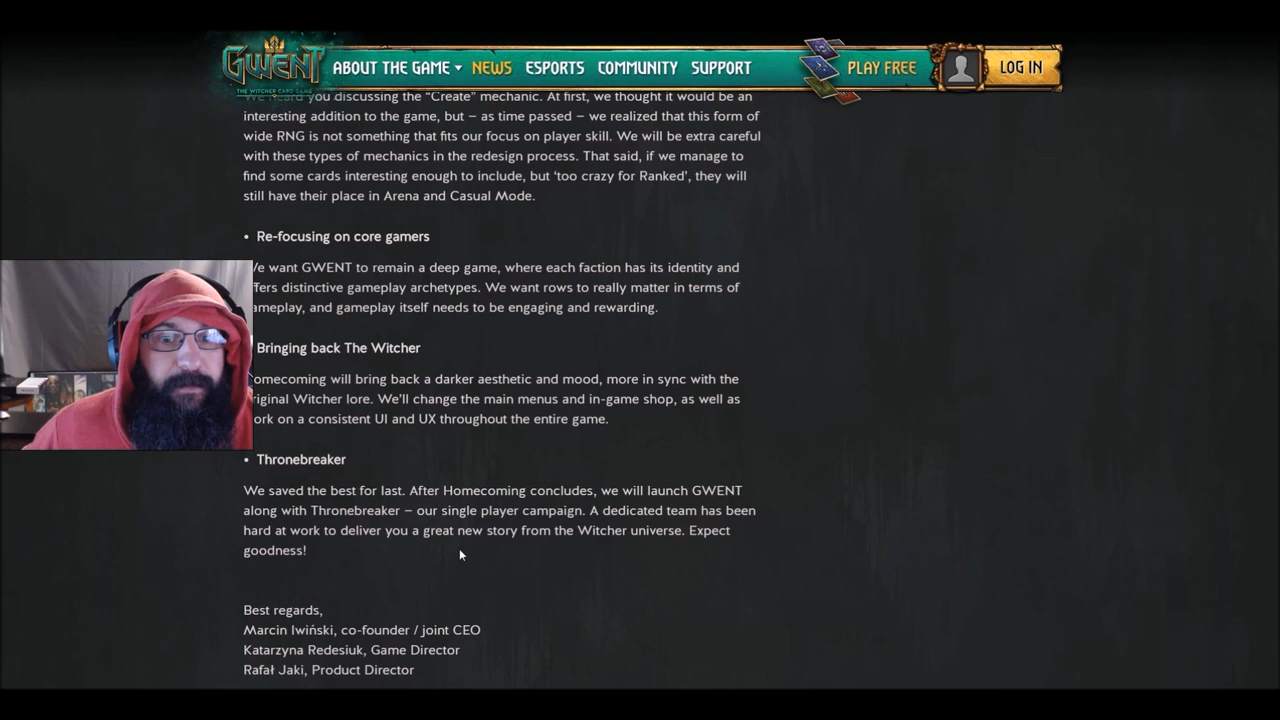 GWENT
THE WITCHER CARD GAME
ABOUT THE GAME NEWS ESPORTS COMMUNITY SUPPORT PLAY FREE LOG IN
We heard you discussing the “Create” mechanic. At first, we thought it would be an
interesting addition to the game, but – as time passed – we realized that this form of
wide RNG is not something that fits our focus on player skill. We will be extra careful
with these types of mechanics in the redesign process. That said, if we manage to
find some cards interesting enough to include, but ‘too crazy for Ranked’, they will
still have their place in Arena and Casual Mode.
• Re-focusing on core gamers
We want GWENT to remain a deep game, where each faction has its identity and
ffers distinctive gameplay archetypes. We want rows to really matter in terms of
ameplay, and gameplay itself needs to be engaging and rewarding.
Bringing back The Witcher
omecoming will bring back a darker aesthetic and mood, more in sync with the
riginal Witcher lore. We’ll change the main menus and in-game shop, as well as
ork on a consistent UI and UX throughout the entire game.
• Thronebreaker
We saved the best for last. After Homecoming concludes, we will launch GWENT
along with Thronebreaker – our single player campaign. A dedicated team has been
hard at work to deliver you a great new story from the Witcher universe. Expect
goodness!
Best regards,
Marcin Iwiński, co-founder / joint CEO
Katarzyna Redesiuk, Game Director
Rafał Jaki, Product Director